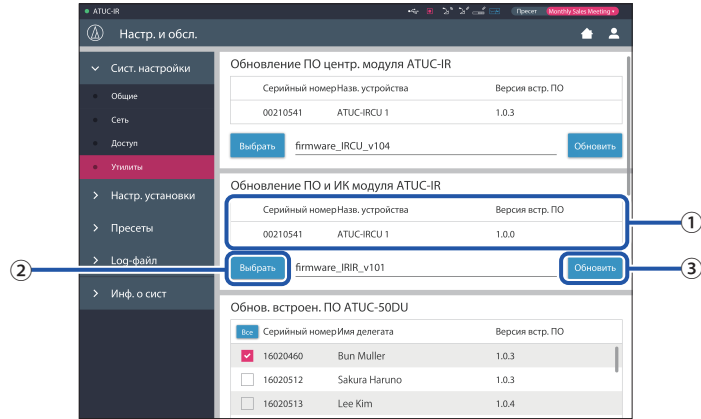 ATUC-IR
Пресет Monthly Sales Meeting
Настр. и обсл.
Сист. настройки
Общие
Сеть
Доступ
Утилиты
Настр. установки
Пресеты
Log-файл
Инф. о сист
Обновление ПО центр. модуля ATUC-IR
Серийный номер Назв. устройства Версия встр. ПО
00210541 ATUC-IRCU 1 1.0.3
Выбрать firmware_IRCU_v104 Обновить
Обновление ПО и ИК модуля ATUC-IR
Серийный номер Назв. устройства Версия встр. ПО
00210541 ATUC-IRCU 1 1.0.0
1
2
Выбрать firmware_IRIR_v101 Обновить
3
Обнов. встроен. ПО ATUC-50DU
Все Серийный номер Имя делегата Версия встр. ПО
16020460 Bun Muller 1.0.3
16020512 Sakura Haruno 1.0.3
16020513 Lee Kim 1.0.4